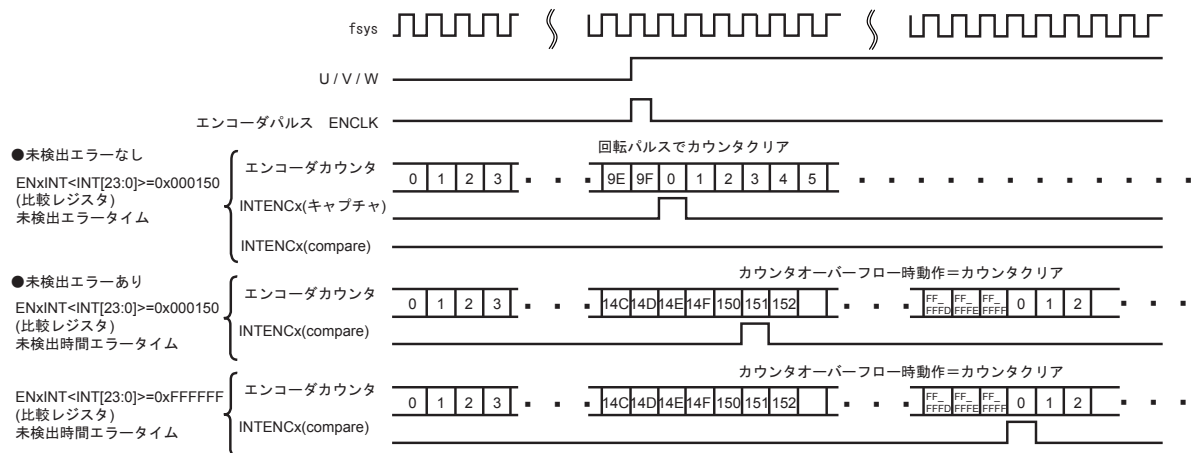 fsys
U / V / W
エンコーダパルス ENCLK
●未検出エラーなし
ENxINT<INT[23:0]>=0x000150
(比較レジスタ)
未検出エラータイム
回転パルスでカウンタクリア
エンコーダカウンタ
0 1 2 3 9E 9F 0 1 2 3 4 5
INTENCx(キャプチャ)
INTENCx(compare)
●未検出エラーあり
ENxINT<INT[23:0]>=0x000150
(比較レジスタ)
未検出時間エラータイム
カウンタオーバーフロー時動作＝カウンタクリア
エンコーダカウンタ
0 1 2 3 14C 14D 14E 14F 150 151 152 FF_FFFD FF_FFFE FF_FFFF 0 1 2
INTENCx(compare)
ENxINT<INT[23:0]>=0xFFFFFF
(比較レジスタ)
未検出時間エラータイム
カウンタオーバーフロー時動作＝カウンタクリア
エンコーダカウンタ
0 1 2 3 14C 14D 14E 14F 150 151 152 FF_FFFD FF_FFFE FF_FFFF 0 1 2
INTENCx(compare)